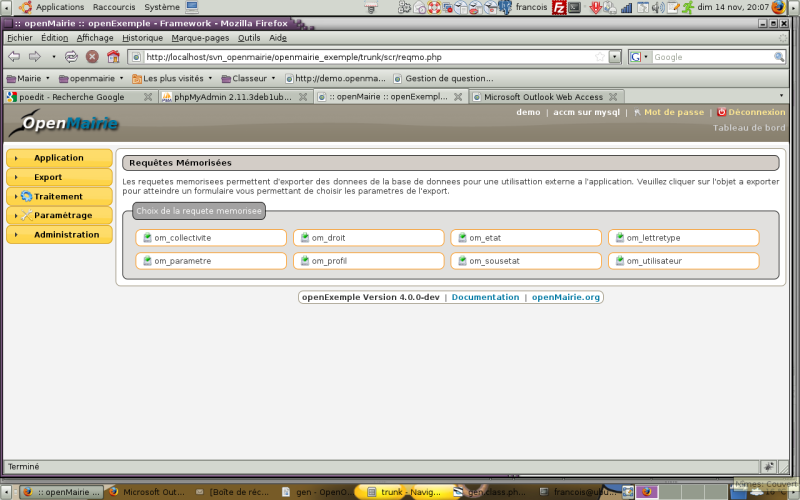 Applications Raccourcis Système francois dim 14 nov, 20:07
:: openMairie :: openExemple - Framework - Mozilla Firefox
Fichier Édition Affichage Historique Marque-pages Outils Aide
http://localhost/svn_openmairie/openmairie_exemple/trunk/scr/reqmo.php
Google
Mairie openmairie Les plus visités Classeur http://demo.openma... Gestion de question...
poedit - Recherche Google phpMyAdmin 2.11.3deb1ub... :: openMairie :: openExempl... Microsoft Outlook Web Access
OpenMairie
demo | accm sur mysql | Mot de passe | Déconnexion
Tableau de bord
Application
Export
Traitement
Paramétrage
Administration
Requêtes Mémorisées
Les requetes memorisees permettent d'exporter des donnees de la base de donnees pour une utilisattion externe a l'application. Veuillez cliquer sur l'objet a exporter
pour atteindre un formulaire vous permettant de choisir les parametres de l'export.
Choix de la requete memorisee
om_collectivite om_droit om_etat om_lettretype
om_parametre om_profil om_sousetat om_utilisateur
openExemple Version 4.0.0-dev | Documentation | openMairie.org
Terminé
Nîmes: Couvert
:: openMairie ... Microsoft Out... [Boîte de réc... gen - OpenO... trunk - Navig... gen.class.ph... francois@ubu...